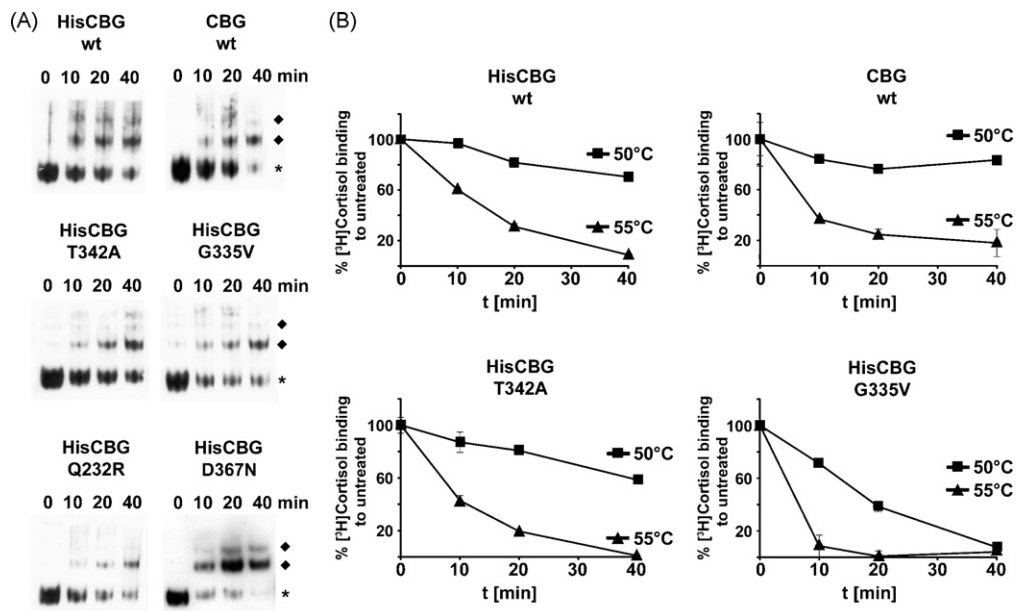 (A)
HisCBG wt
CBG wt
0 10 20 40
0 10 20 40 min
◆
◆
*
HisCBG T342A
HisCBG G335V
0 10 20 40
0 10 20 40 min
◆
◆
*
HisCBG Q232R
HisCBG D367N
0 10 20 40
0 10 20 40 min
◆
◆
*
(B)
HisCBG
wt
% [³H]Cortisol binding
to untreated
100
60
20
50°C
55°C
0 10 20 30 40
t [min]
CBG
wt
% [³H]Cortisol binding
to untreated
100
60
20
50°C
55°C
0 10 20 30 40
t [min]
HisCBG
T342A
% [³H]Cortisol binding
to untreated
100
60
20
50°C
55°C
0 10 20 30 40
t [min]
HisCBG
G335V
% [³H]Cortisol binding
to untreated
100
60
20
50°C
55°C
0 10 20 30 40
t [min]